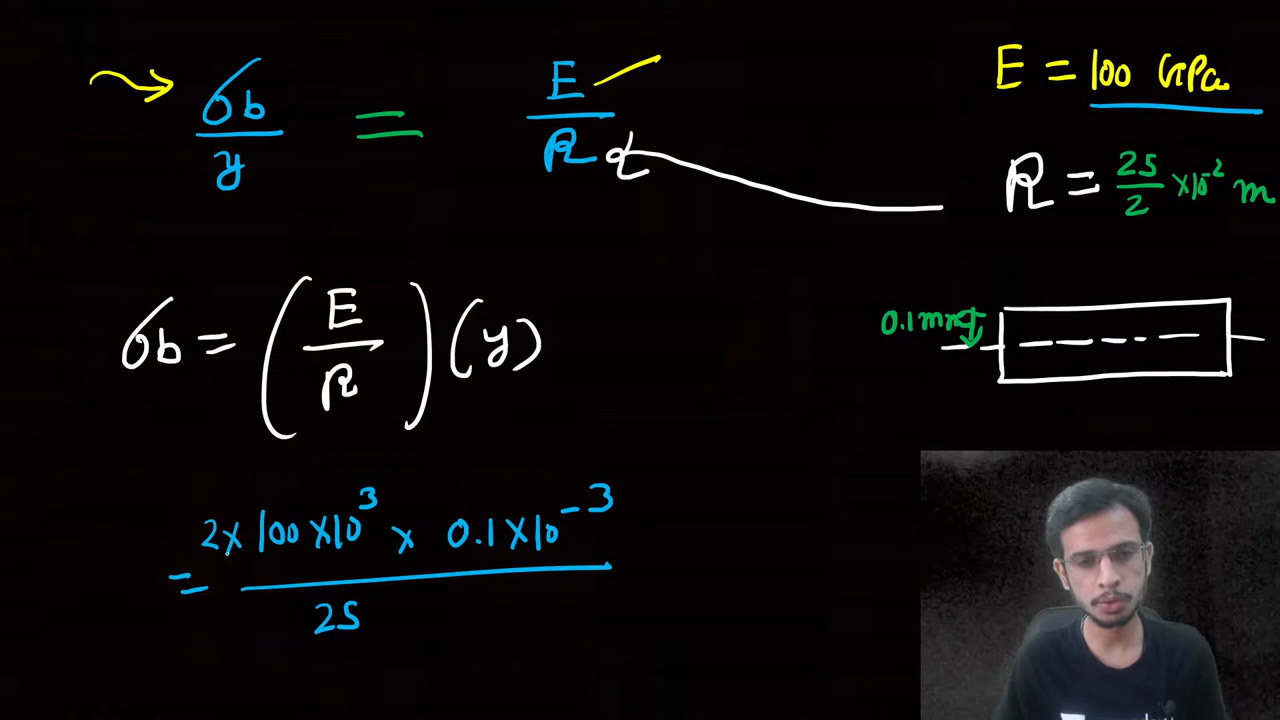 σb/y = E/R
E = 100 GPa
R = 25/2 ×10⁻² m
σb = (E/R) (y)
0.1mm
= 2×100×10³ × 0.1×10⁻³ / 25